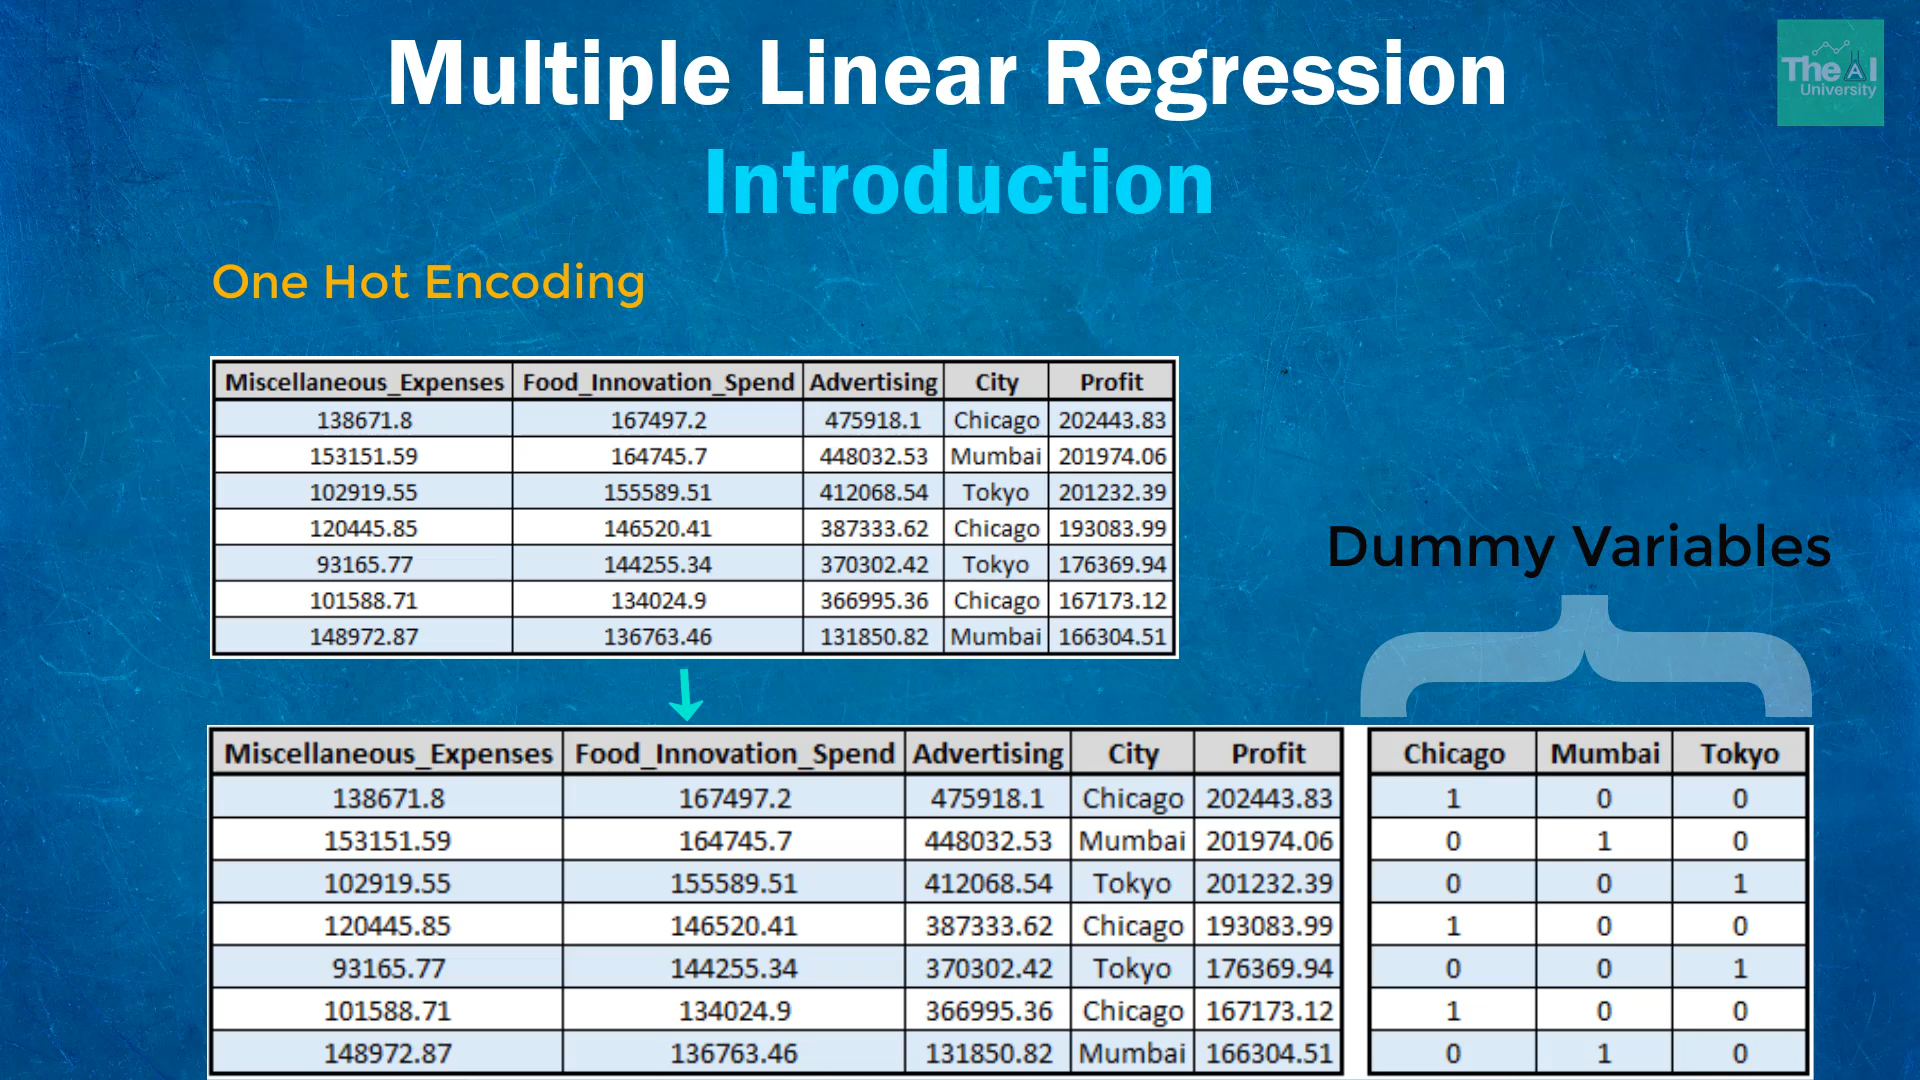 Multiple Linear Regression
Introduction
The AI
University
One Hot Encoding
Miscellaneous_Expenses Food_Innovation_Spend Advertising City Profit
138671.8 167497.2 475918.1 Chicago 202443.83
153151.59 164745.7 448032.53 Mumbai 201974.06
102919.55 155589.51 412068.54 Tokyo 201232.39
120445.85 146520.41 387333.62 Chicago 193083.99
93165.77 144255.34 370302.42 Tokyo 176369.94
101588.71 134024.9 366995.36 Chicago 167173.12
148972.87 136763.46 131850.82 Mumbai 166304.51
Dummy Variables
Miscellaneous_Expenses Food_Innovation_Spend Advertising City Profit Chicago Mumbai Tokyo
138671.8 167497.2 475918.1 Chicago 202443.83 1 0 0
153151.59 164745.7 448032.53 Mumbai 201974.06 0 1 0
102919.55 155589.51 412068.54 Tokyo 201232.39 0 0 1
120445.85 146520.41 387333.62 Chicago 193083.99 1 0 0
93165.77 144255.34 370302.42 Tokyo 176369.94 0 0 1
101588.71 134024.9 366995.36 Chicago 167173.12 1 0 0
148972.87 136763.46 131850.82 Mumbai 166304.51 0 1 0